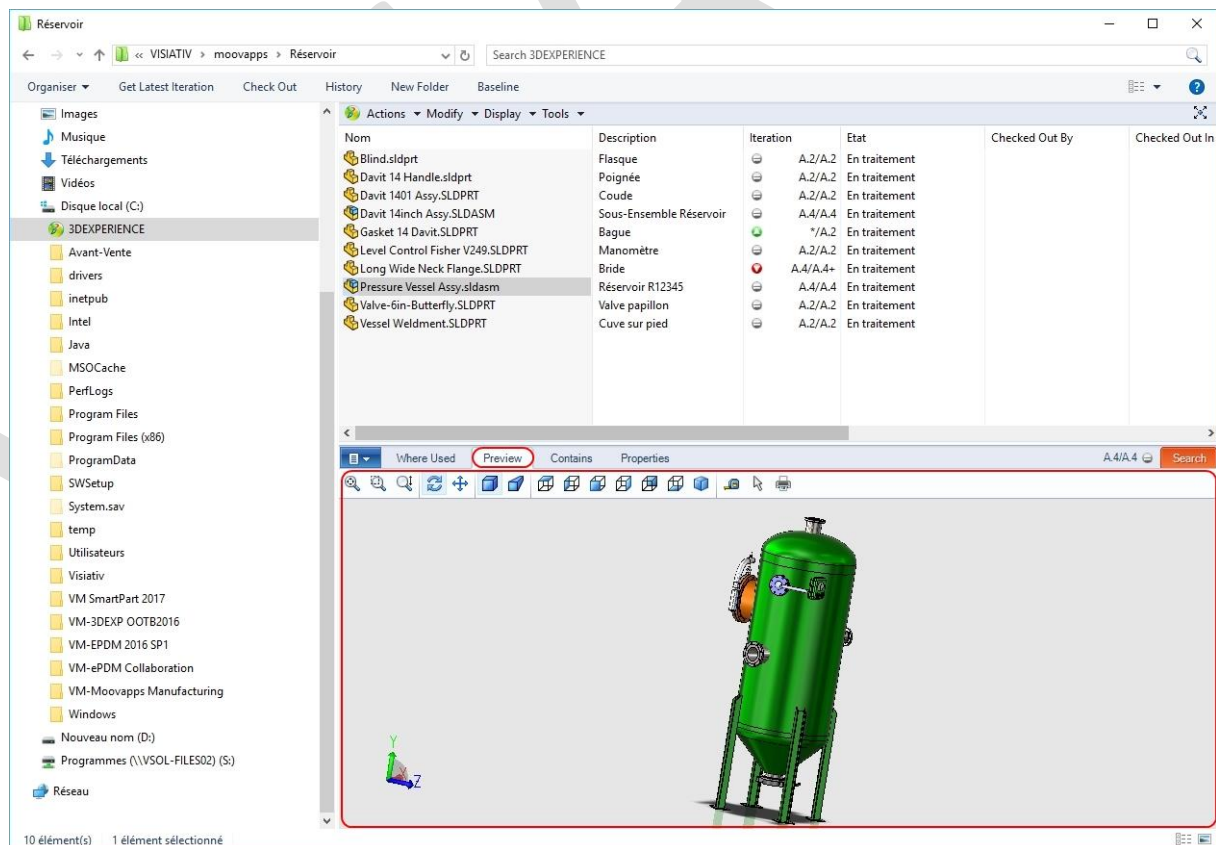 Réservoir
« VISIATIV > moovapps > Réservoir
Search 3DEXPERIENCE
Organiser Get Latest Iteration Check Out History New Folder Baseline
Images
Musique
Téléchargements
Vidéos
Disque local (C:)
3DEXPERIENCE
Avant-Vente
drivers
inetpub
Intel
Java
MSOCache
PerfLogs
Program Files
Program Files (x86)
ProgramData
SWSetup
System.sav
temp
Utilisateurs
Visiativ
VM SmartPart 2017
VM-3DEXP OOTB2016
VM-EPDM 2016 SP1
VM-ePDM Collaboration
VM-Moovapps Manufacturing
Windows
Nouveau nom (D:)
Programmes (\\VSOL-FILES02) (S:)
Réseau
Actions Modify Display Tools
Nom Description Iteration Etat Checked Out By Checked Out In
Blind.sldprt Flasque A.2/A.2 En traitement
Davit 14 Handle.sldprt Poignée A.2/A.2 En traitement
Davit 1401 Assy.SLDPRT Coude A.2/A.2 En traitement
Davit 14inch Assy.SLDASM Sous-Ensemble Réservoir A.4/A.4 En traitement
Gasket 14 Davit.SLDPRT Bague */A.2 En traitement
Level Control Fisher V249.SLDPRT Manomètre A.2/A.2 En traitement
Long Wide Neck Flange.SLDPRT Bride A.4/A.4+ En traitement
Pressure Vessel Assy.sldasm Réservoir R12345 A.4/A.4 En traitement
Valve-6in-Butterfly.SLDPRT Valve papillon A.2/A.2 En traitement
Vessel Weldment.SLDPRT Cuve sur pied A.2/A.2 En traitement
Where Used Preview Contains Properties A.4/A.4 Search
Y
X
Z
10 élément(s) 1 élément sélectionné